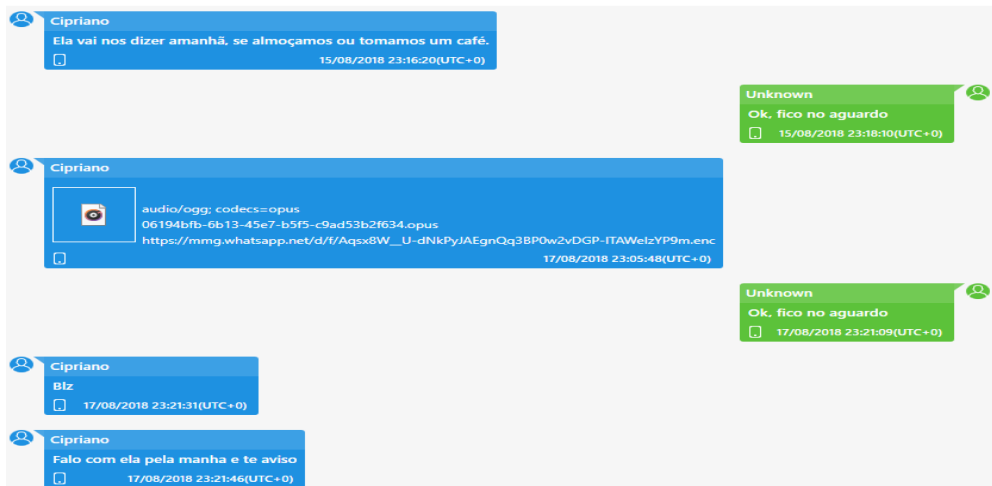 Cipriano
Ela vai nos dizer amanhã, se almoçamos ou tomamos um café.
15/08/2018 23:16:20(UTC+0)
Unknown
Ok, fico no aguardo
15/08/2018 23:18:10(UTC+0)
Cipriano
audio/ogg; codecs=opus
06194bfb-6b13-45e7-b5f5-c9ad53b2f634.opus
https://mmg.whatsapp.net/d/f/Aqsx8W__U-dNkPyJAEgnQq3BP0w2vDGP-ITAWeIzYP9m.enc
17/08/2018 23:05:48(UTC+0)
Unknown
Ok, fico no aguardo
17/08/2018 23:21:09(UTC+0)
Cipriano
Blz
17/08/2018 23:21:31(UTC+0)
Cipriano
Falo com ela pela manha e te aviso
17/08/2018 23:21:46(UTC+0)